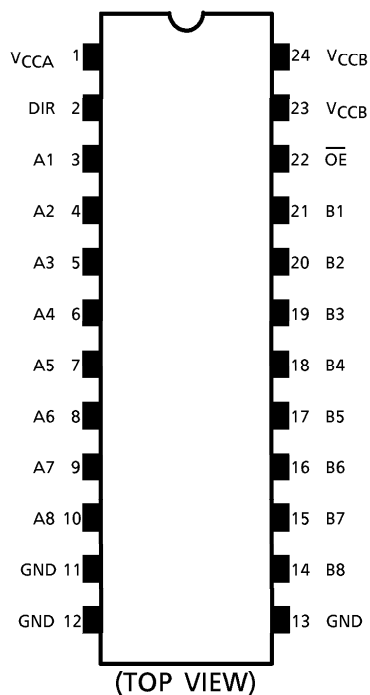 VCCA 1 24 VCCB
DIR 2 23 VCCB
A1 3 22 O̅E̅
A2 4 21 B1
A3 5 20 B2
A4 6 19 B3
A5 7 18 B4
A6 8 17 B5
A7 9 16 B6
A8 10 15 B7
GND 11 14 B8
GND 12 13 GND
(TOP VIEW)